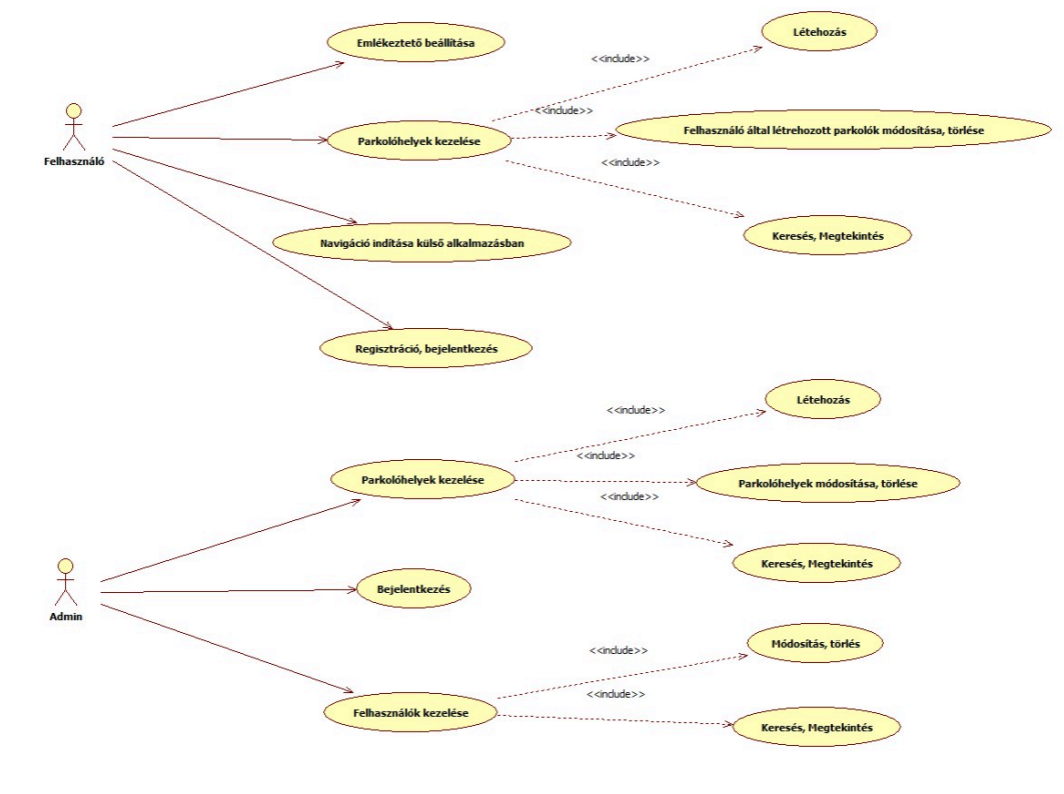 Emlékeztető beállítása
Létehozás
<<include>>
Felhasználó
Parkolóhelyek kezelése
<<include>>
Felhasználó által létrehozott parkolók módosítása, törlése
<<include>>
Keresés, Megtekintés
Navigáció indítása külső alkalmazásban
Regisztráció, bejelentkezés
Létehozás
<<include>>
Parkolóhelyek kezelése
<<include>>
Parkolóhelyek módosítása, törlése
<<include>>
Keresés, Megtekintés
Admin
Bejelentkezés
Módosítás, törlés
<<include>>
Felhasználók kezelése
<<include>>
Keresés, Megtekintés